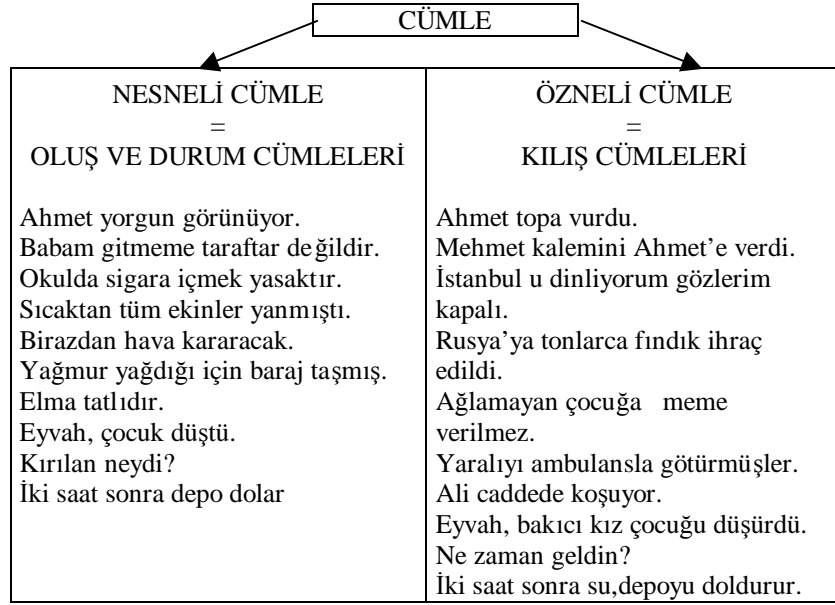 CÜMLE
NESNELİ CÜMLE
=
OLUŞ VE DURUM CÜMLELERİ
Ahmet yorgun görünüyor.
Babam gitmeme taraftar değildir.
Okulda sigara içmek yasaktır.
Sıcaktan tüm ekinler yanmıştı.
Birazdan hava kararacak.
Yağmur yağdığı için baraj taşmış.
Elma tatlıdır.
Eyvah, çocuk düştü.
Kırılan neydi?
İki saat sonra depo dolar
ÖZNELİ CÜMLE
=
KILIŞ CÜMLELERİ
Ahmet topa vurdu.
Mehmet kalemini Ahmet’e verdi.
İstanbul u dinliyorum gözlerim
kapalı.
Rusya’ya tonlarca fındık ihraç
edildi.
Ağlamayan çocuğa meme
verilmez.
Yaralıyı ambulansla götürmüşler.
Ali caddede koşuyor.
Eyvah, bakıcı kız çocuğu düşürdü.
Ne zaman geldin?
İki saat sonra su,depoyu doldurur.